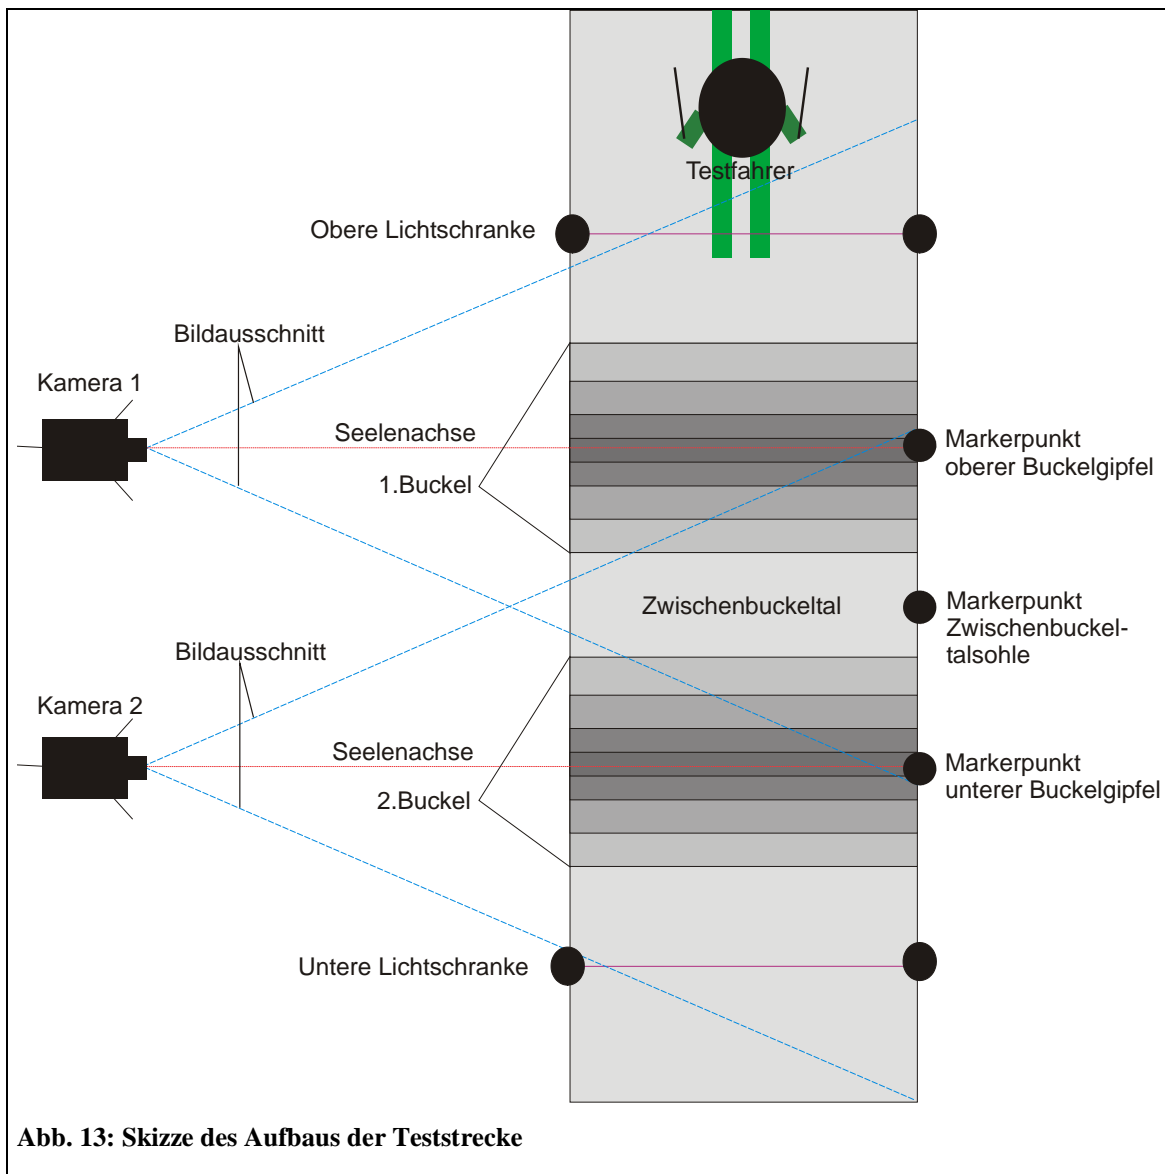 Testfahrer
Obere Lichtschranke
Bildausschnitt
Kamera 1
Seelenachse
1.Buckel
Markerpunkt
oberer Buckelgipfel
Zwischenbuckeltal
Markerpunkt
Zwischenbuckel-
talsohle
Bildausschnitt
Kamera 2
Seelenachse
2.Buckel
Markerpunkt
unterer Buckelgipfel
Untere Lichtschranke
Abb. 13: Skizze des Aufbaus der Teststrecke